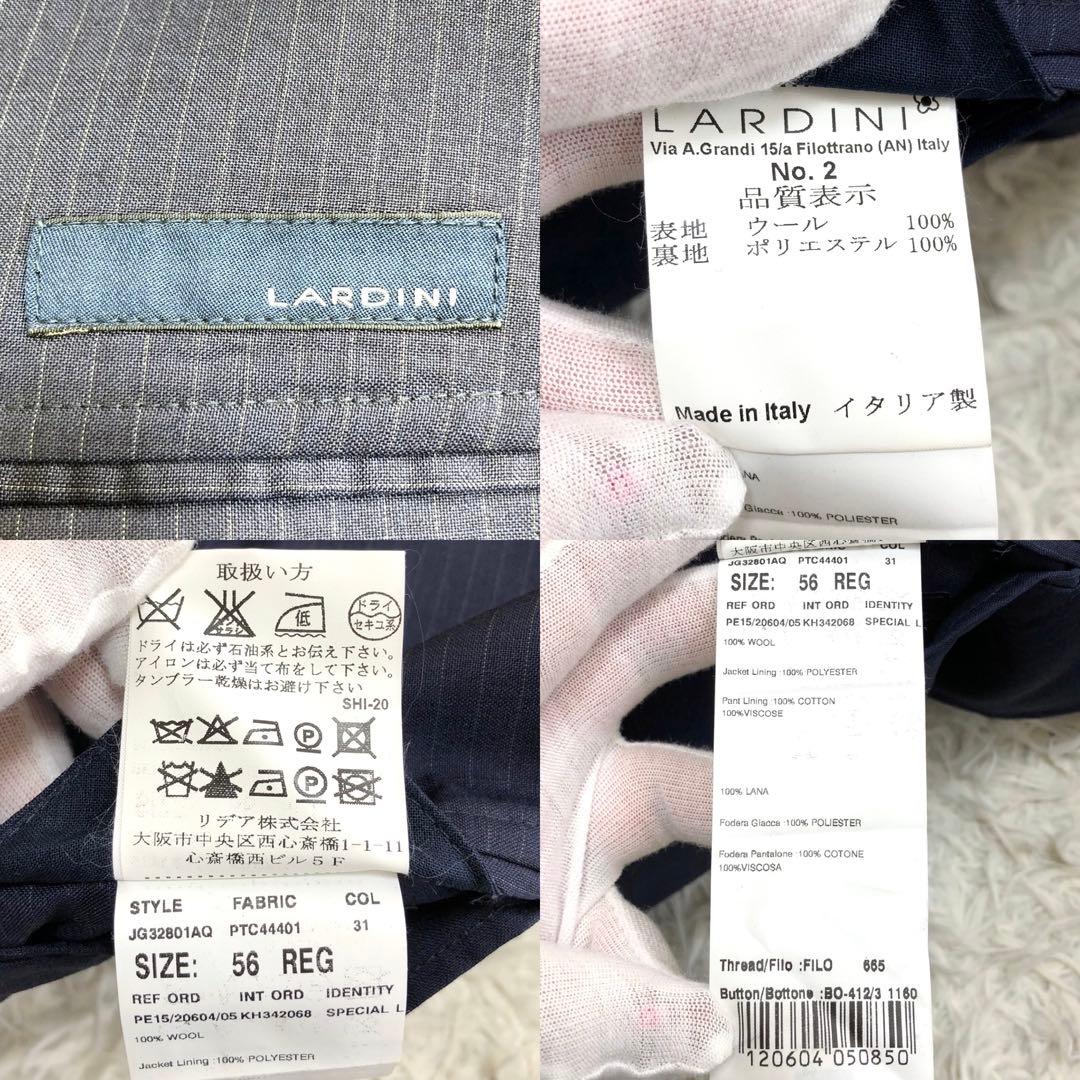 LARDINI
LARDINI
Via A.Grandi 15/a Filottrano (AN) Italy
No. 2
品質表示
表地 ウール 100%
裏地 ポリエステル 100%
Made in Italy イタリア製
Giacca :100% POLIESTER
取扱い方
低
ドライ
セキユ系
ドライは必ず石油系とお伝え下さい。
アイロンは必ず当て布をして下さい。
タンブラー乾燥はお避け下さい
SHI-20
P
P
リデア株式会社
大阪市中央区西心斎橋1-1-11
心斎橋西ビル5F
STYLE FABRIC COL
JG32801AQ PTC44401 31
SIZE: 56 REG
REF ORD INT ORD IDENTITY
PE15/20604/05 KH342068 SPECIAL L
100% WOOL
Jacket Lining :100% POLYESTER
大阪市中央区西心斎橋
COL
JG32801AQ PTC44401 31
SIZE: 56 REG
REF ORD INT ORD IDENTITY
PE15/20604/05 KH342068 SPECIAL L
100% WOOL
Jacket Lining :100% POLYESTER
Pant Lining :100% COTTON
100%VISCOSE
100% LANA
Fodera Giacca :100% POLIESTER
Fodera Pantalone :100% COTONE
100%VISCOSA
Thread/Filo :FILO 665
Button/Bottone :BO-412/3 1160
120604 050850